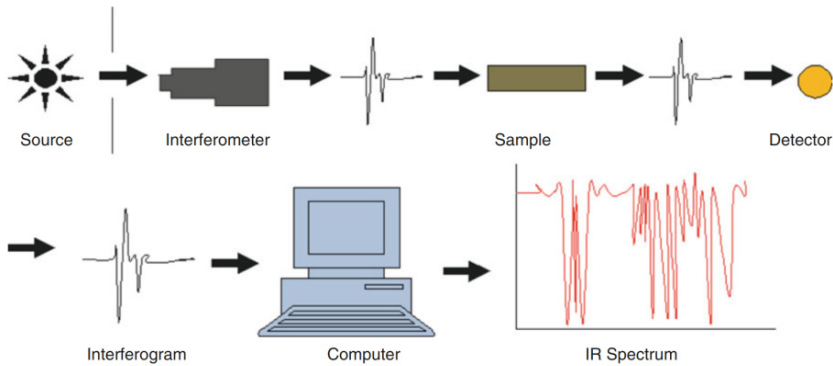 Source
Interferometer
Sample
Detector
Interferogram
Computer
IR Spectrum